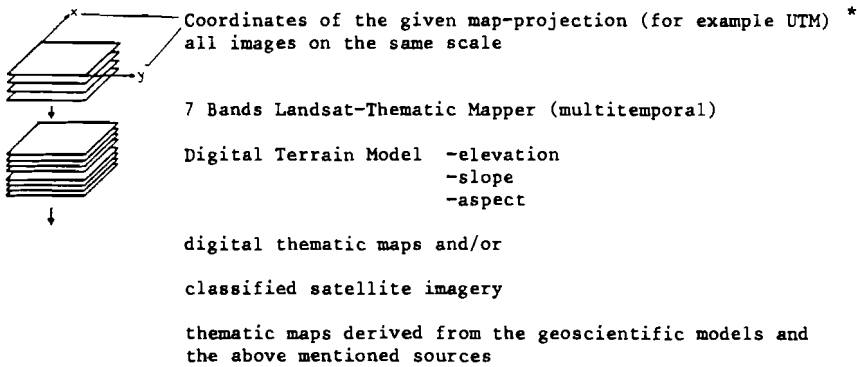 x
Coordinates of the given map-projection (for example UTM) *
all images on the same scale
y
7 Bands Landsat-Thematic Mapper (multitemporal)
Digital Terrain Model -elevation
-slope
-aspect
digital thematic maps and/or
classified satellite imagery
thematic maps derived from the geoscientific models and
the above mentioned sources